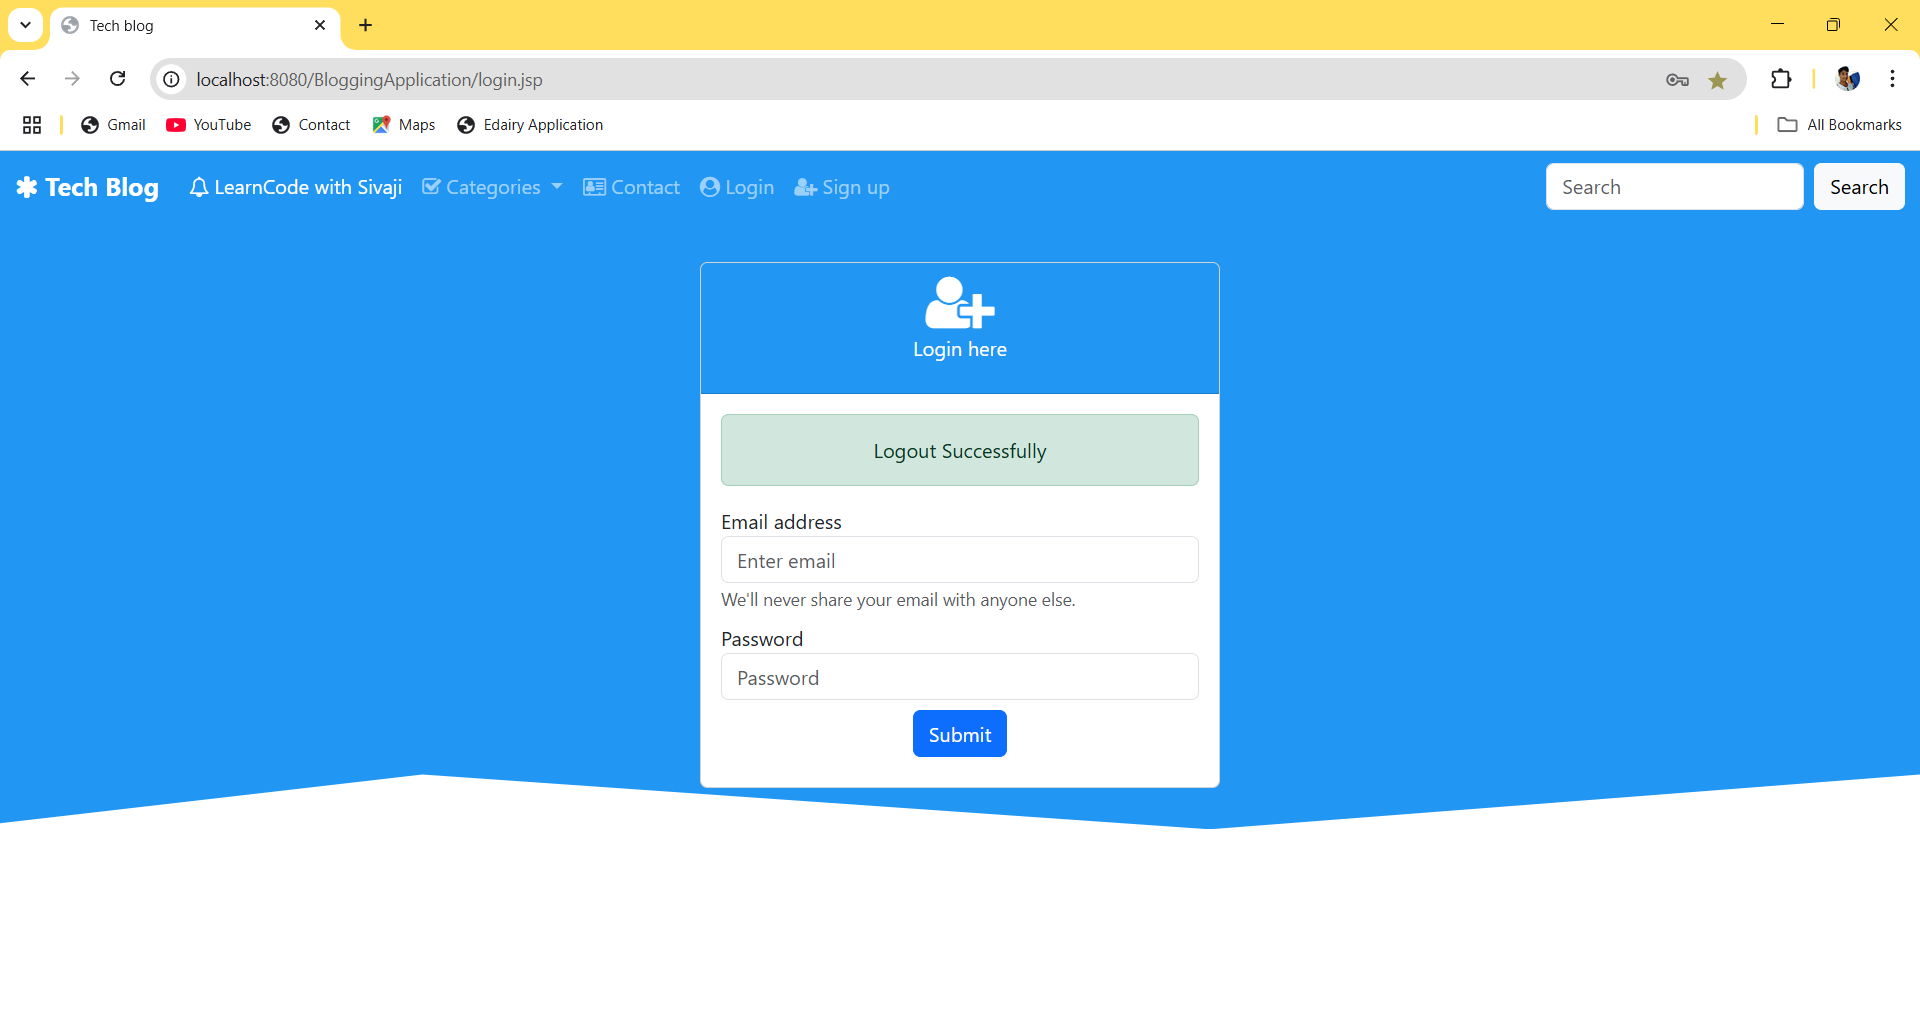 Tech blog
localhost:8080/BloggingApplication/login.jsp
Gmail YouTube Contact Maps Edairy Application All Bookmarks
Tech Blog LearnCode with Sivaji Categories Contact Login Sign up Search Search
Login here
Logout Successfully
Email address
Enter email
We'll never share your email with anyone else.
Password
Password
Submit